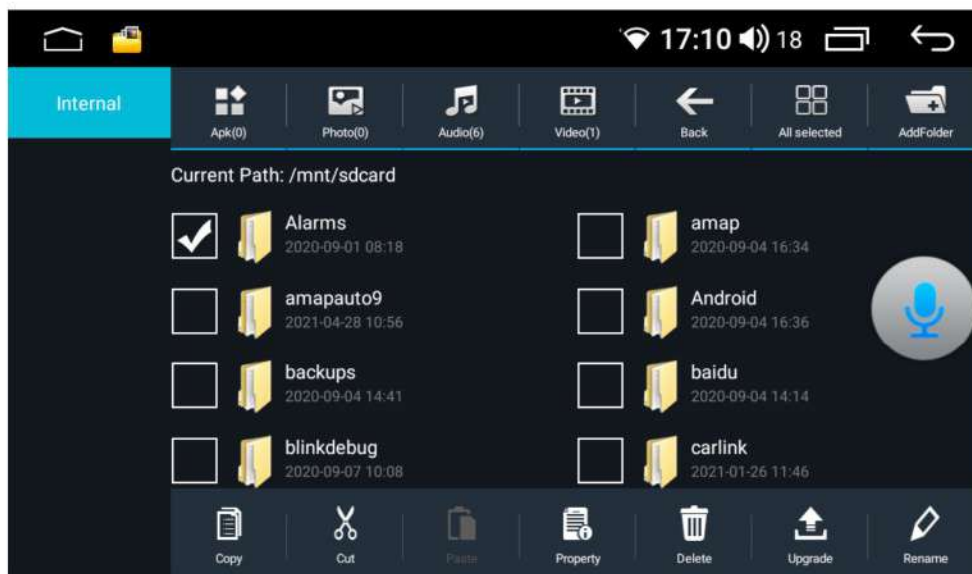 17:10 18
Internal
Apk(0) Photo(0) Audio(6) Video(1) Back All selected AddFolder
Current Path: /mnt/sdcard
Alarms amap
2020-09-01 08:18 2020-09-04 16:34
amapauto9 Android
2021-04-28 10:56 2020-09-04 16:36
backups baidu
2020-09-04 14:41 2020-09-04 14:14
blinkdebug carlink
2020-09-07 10:08 2021-01-26 11:46
Copy Cut Paste Property Delete Upgrade Rename